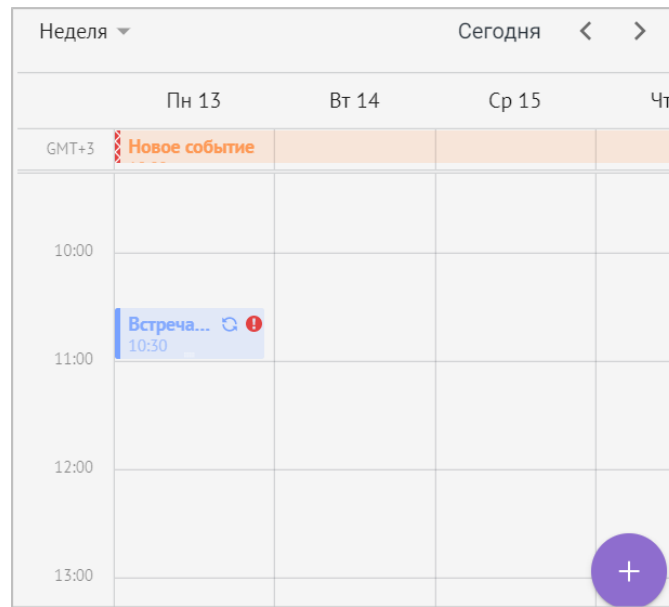 Неделя
Сегодня
Пн 13
Вт 14
Ср 15
Чт
GMT+3
Новое событие
10:00
Встреча...
10:30
11:00
12:00
13:00